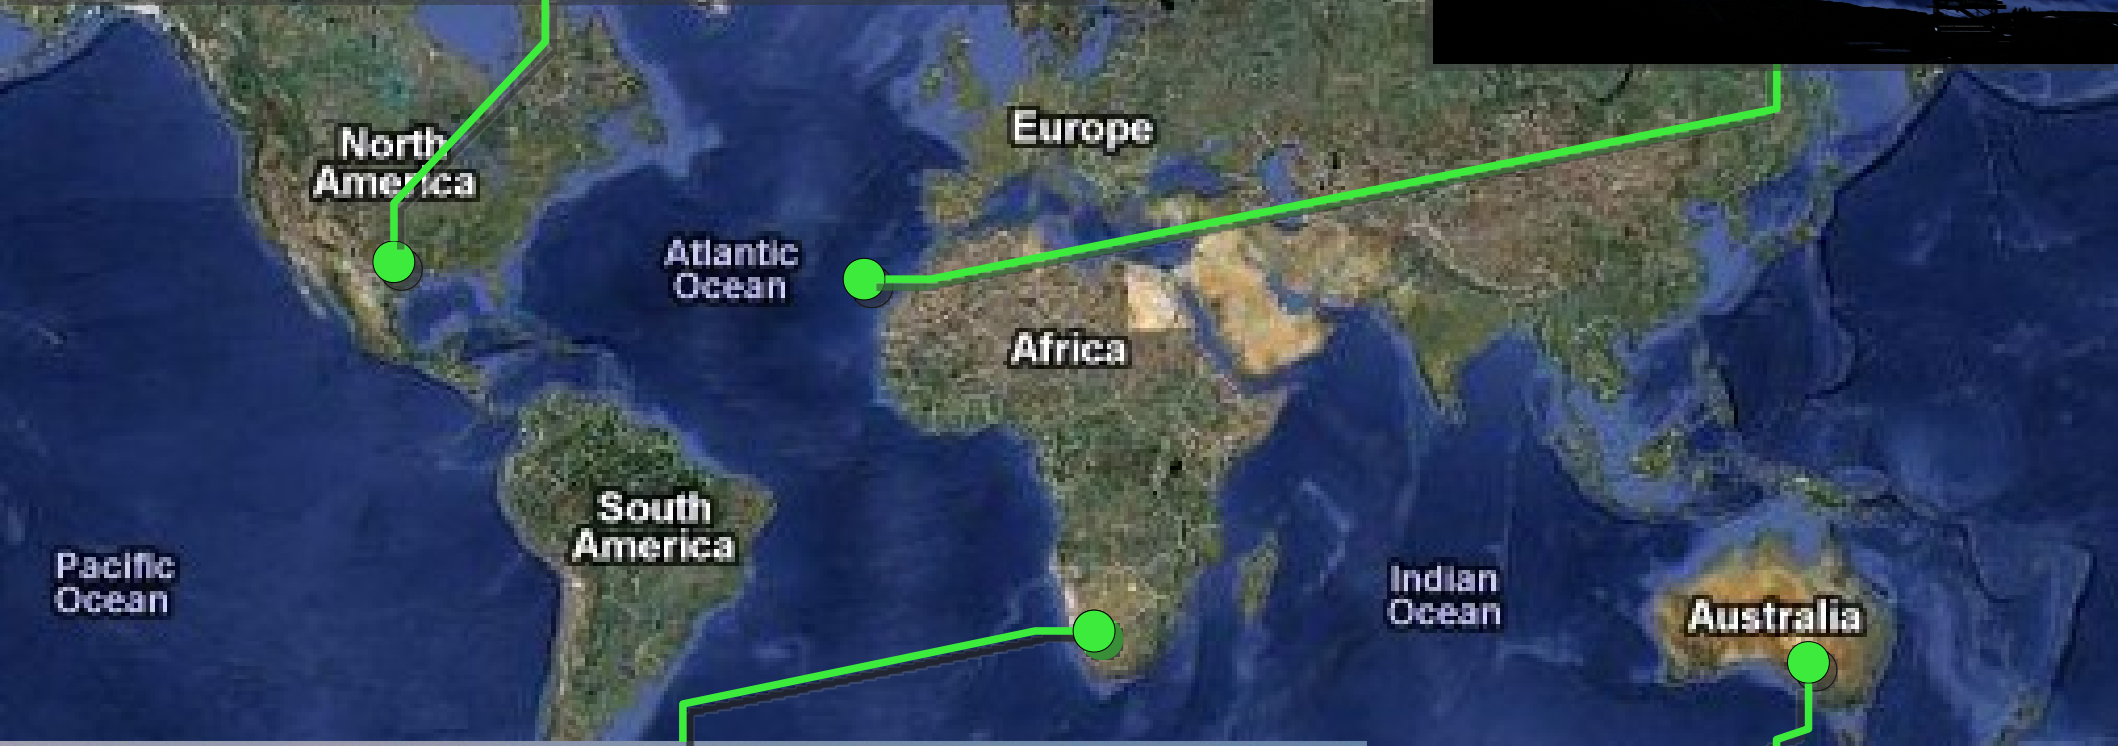 North
America
Europe
Atlantic
Ocean
Africa
South
America
Pacific
Ocean
Indian
Ocean
Australia